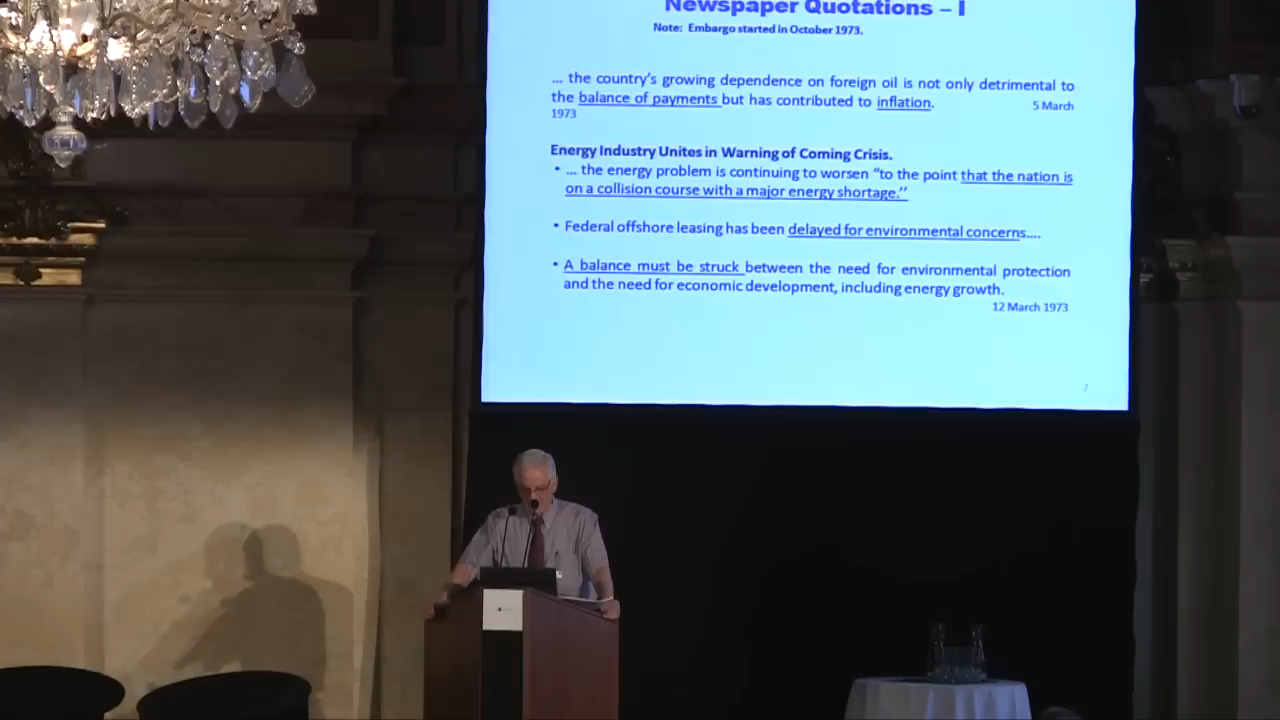 Newspaper Quotations – I
Note: Embargo started in October 1973.
... the country's growing dependence on foreign oil is not only detrimental to
the balance of payments but has contributed to inflation. 5 March
1973
Energy Industry Unites in Warning of Coming Crisis.
• ... the energy problem is continuing to worsen “to the point that the nation is
on a collision course with a major energy shortage.’’
• Federal offshore leasing has been delayed for environmental concerns....
• A balance must be struck between the need for environmental protection
and the need for economic development, including energy growth.
12 March 1973
7